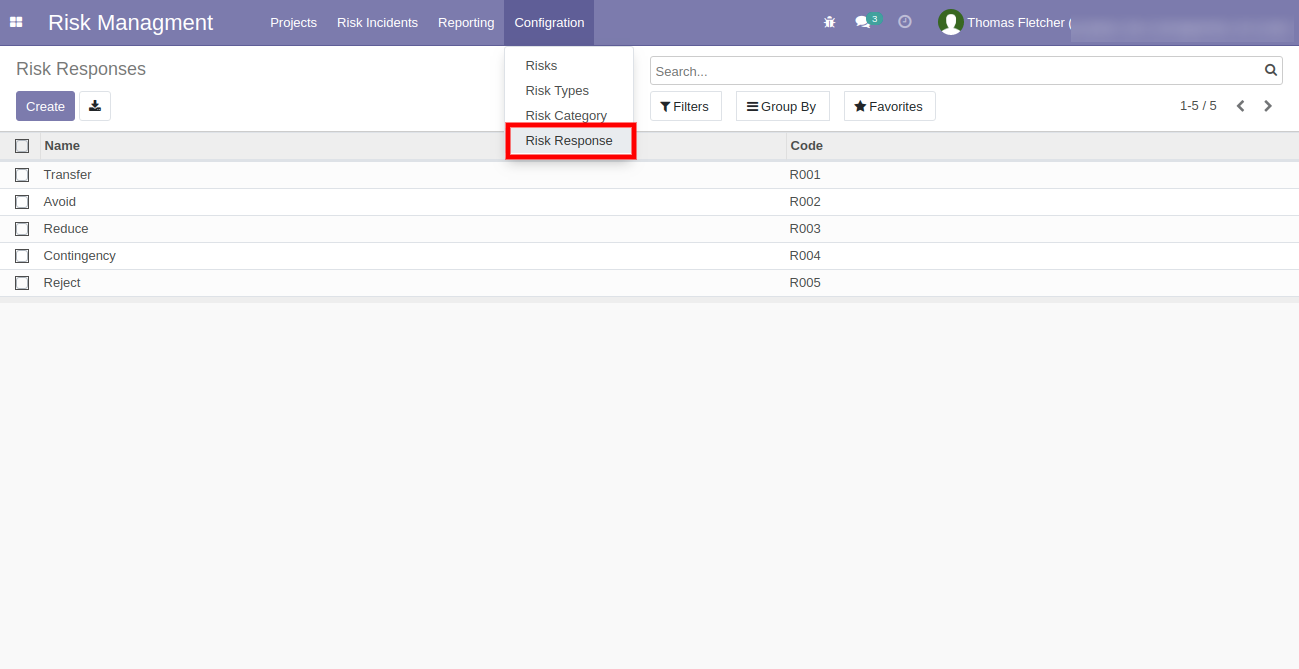 Risk Managment Projects Risk Incidents Reporting Configration 3 Thomas Fletcher (
Risk Responses
Search...
Risks
Risk Types
Risk Category
Risk Response
Create
Filters Group By Favorites 1-5 / 5
Name Code
Transfer R001
Avoid R002
Reduce R003
Contingency R004
Reject R005